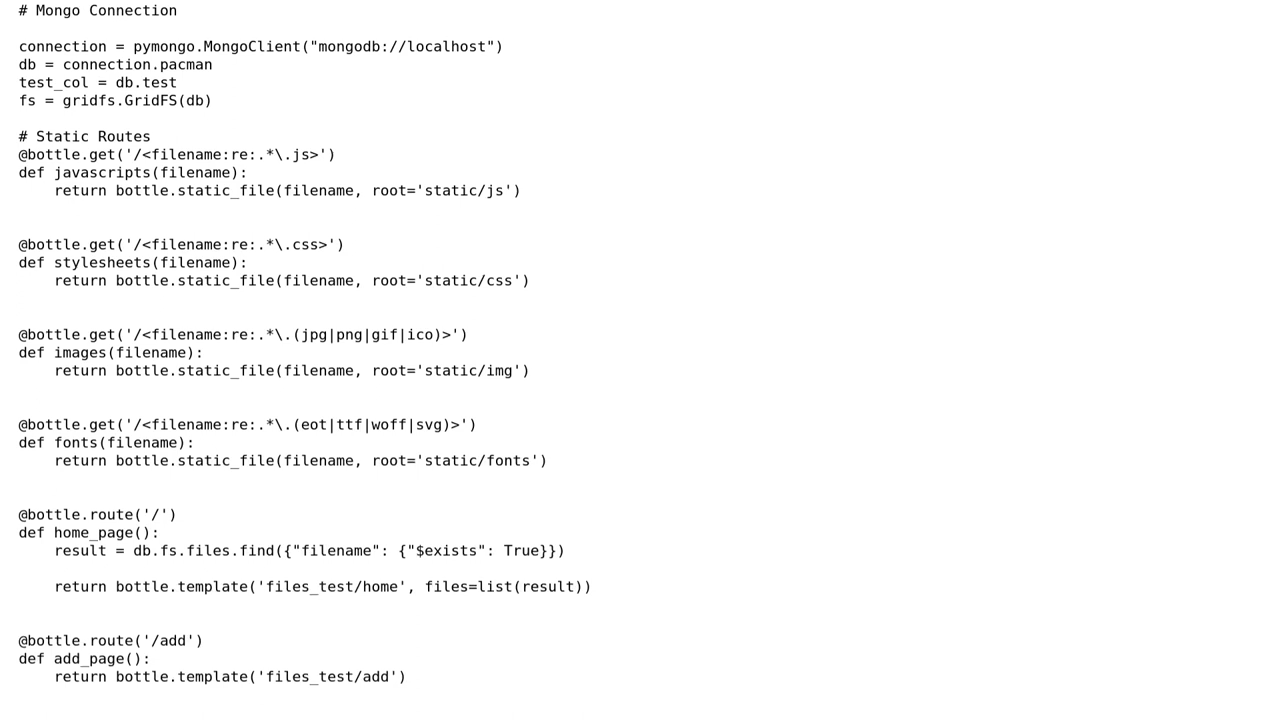 # Mongo Connection

connection = pymongo.MongoClient("mongodb://localhost")
db = connection.pacman
test_col = db.test
fs = gridfs.GridFS(db)

# Static Routes
@bottle.get('/<filename:re:.*\.js>')
def javascripts(filename):
    return bottle.static_file(filename, root='static/js')


@bottle.get('/<filename:re:.*\.css>')
def stylesheets(filename):
    return bottle.static_file(filename, root='static/css')


@bottle.get('/<filename:re:.*\.(jpg|png|gif|ico)>')
def images(filename):
    return bottle.static_file(filename, root='static/img')


@bottle.get('/<filename:re:.*\.(eot|ttf|woff|svg)>')
def fonts(filename):
    return bottle.static_file(filename, root='static/fonts')


@bottle.route('/')
def home_page():
    result = db.fs.files.find({"filename": {"$exists": True}})

    return bottle.template('files_test/home', files=list(result))


@bottle.route('/add')
def add_page():
    return bottle.template('files_test/add')